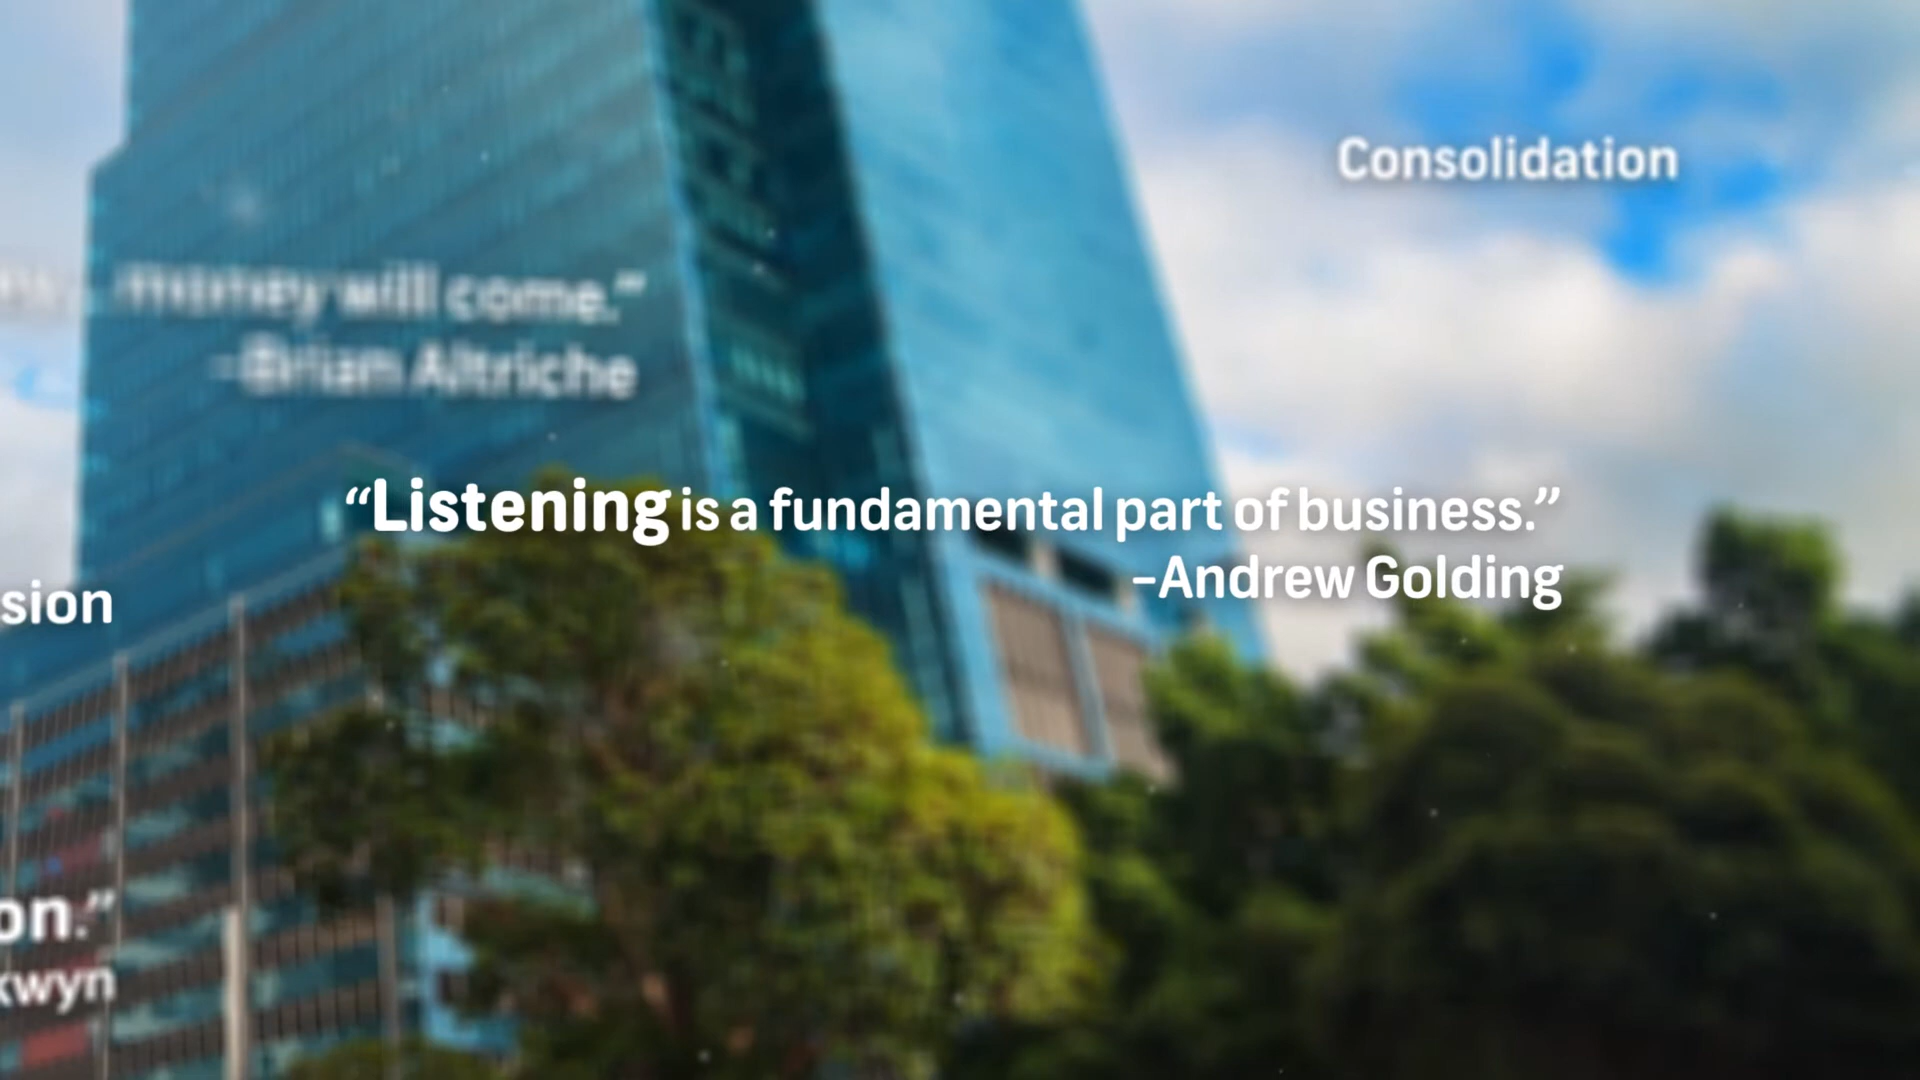 Consolidation
money will come.”
-Brian Altriche
“Listening is a fundamental part of business.”
-Andrew Golding
sion
on.”
kwyn